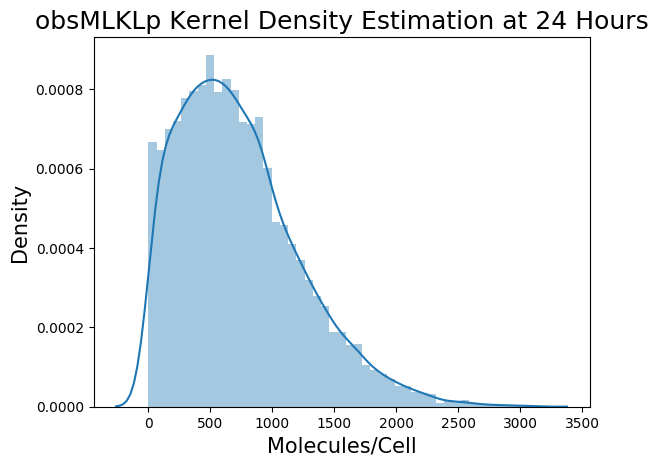 obsMLKLp Kernel Density Estimation at 24 Hours
Density
0.0008
0.0006
0.0004
0.0002
0.0000
0 500 1000 1500 2000 2500 3000 3500
Molecules/Cell